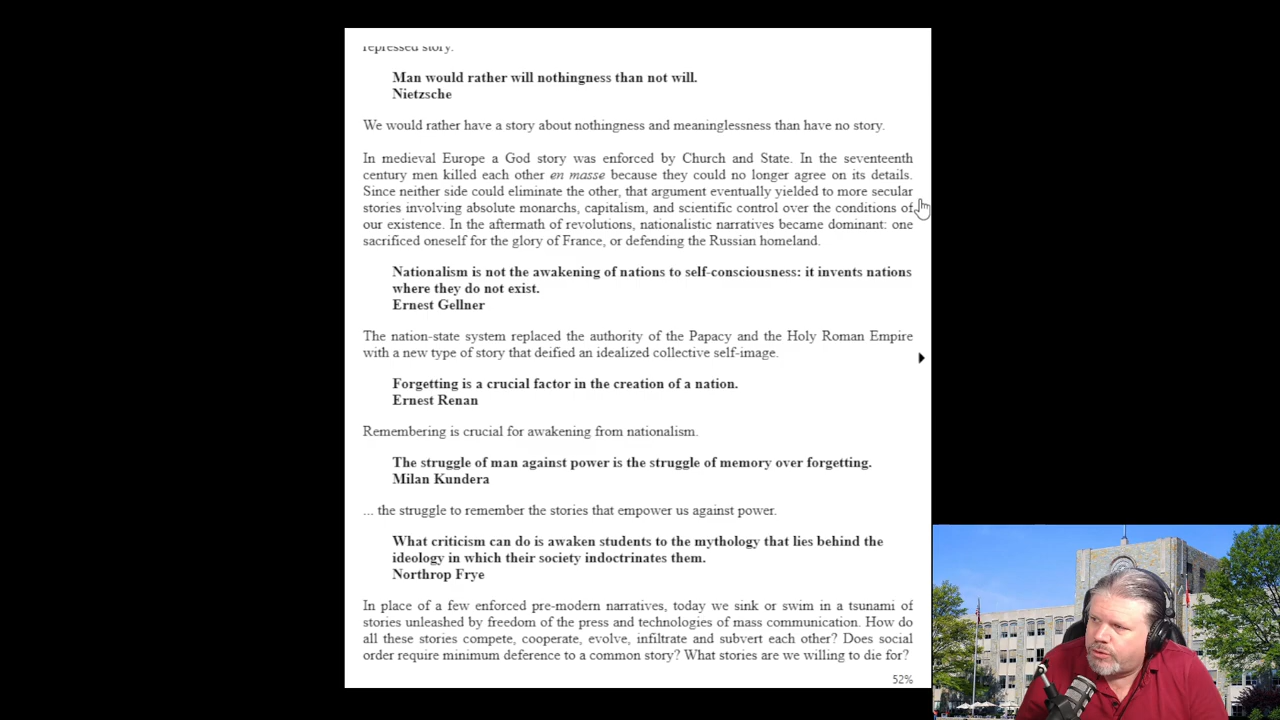 repressed story.
Man would rather will nothingness than not will.
Nietzsche
We would rather have a story about nothingness and meaninglessness than have no story.
In medieval Europe a God story was enforced by Church and State. In the seventeenth
century men killed each other en masse because they could no longer agree on its details.
Since neither side could eliminate the other, that argument eventually yielded to more secular
stories involving absolute monarchs, capitalism, and scientific control over the conditions of
our existence. In the aftermath of revolutions, nationalistic narratives became dominant: one
sacrificed oneself for the glory of France, or defending the Russian homeland.
Nationalism is not the awakening of nations to self-consciousness: it invents nations
where they do not exist.
Ernest Gellner
The nation-state system replaced the authority of the Papacy and the Holy Roman Empire
with a new type of story that deified an idealized collective self-image.
Forgetting is a crucial factor in the creation of a nation.
Ernest Renan
Remembering is crucial for awakening from nationalism.
The struggle of man against power is the struggle of memory over forgetting.
Milan Kundera
... the struggle to remember the stories that empower us against power.
What criticism can do is awaken students to the mythology that lies behind the
ideology in which their society indoctrinates them.
Northrop Frye
In place of a few enforced pre-modern narratives, today we sink or swim in a tsunami of
stories unleashed by freedom of the press and technologies of mass communication. How do
all these stories compete, cooperate, evolve, infiltrate and subvert each other? Does social
order require minimum deference to a common story? What stories are we willing to die for?
52%